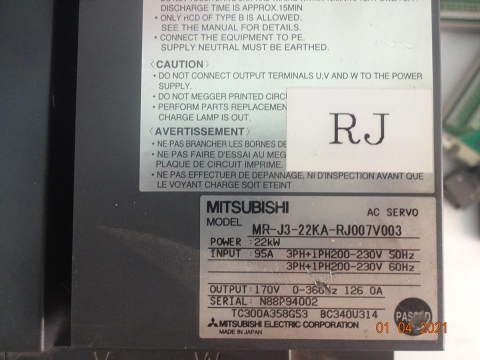 DISCHARGE TIME IS APPROX.15MIN
• ONLY HCD OF TYPE B IS ALLOWED.
SEE THE MANUAL FOR DETAILS.
• CONNECT THE EQUIPMENT TO PE.
SUPPLY NEUTRAL MUST BE EARTHED.
〈CAUTION〉
• DO NOT CONNECT OUTPUT TERMINALS U,V AND W TO THE POWER
SUPPLY.
• DO NOT MEGGER PRINTED
• PERFORM PARTS
CHARGE LAMP IS OUT.
〈AVERTISSEMENT〉
• NE PAS BRANCHER LES BORNES
• NE PAS FAIRE D'ESSAI AU
PLAQUE DE CIRCUIT IMPRIME.
• NE PAS EFFECTUER DE DEPANNAGE, NI D'INSPECTION AVANT QUE
LE VOYANT CHARGE SOIT ETEINT
RJ
MITSUBISHI AC SERVO
MODEL MR-J3-22KA-RJ007V003
POWER :22kW
INPUT : 95A 3PH+1PH200-230V 50Hz
3PH+1PH200-230V 60Hz
OUTPUT:170V 0-360Hz 126.0A
SERIAL: N88P94002
TC300A358G53 BC340U314
MITSUBISHI ELECTRIC CORPORATION
MADE IN JAPAN
PASSED
01 04 2021